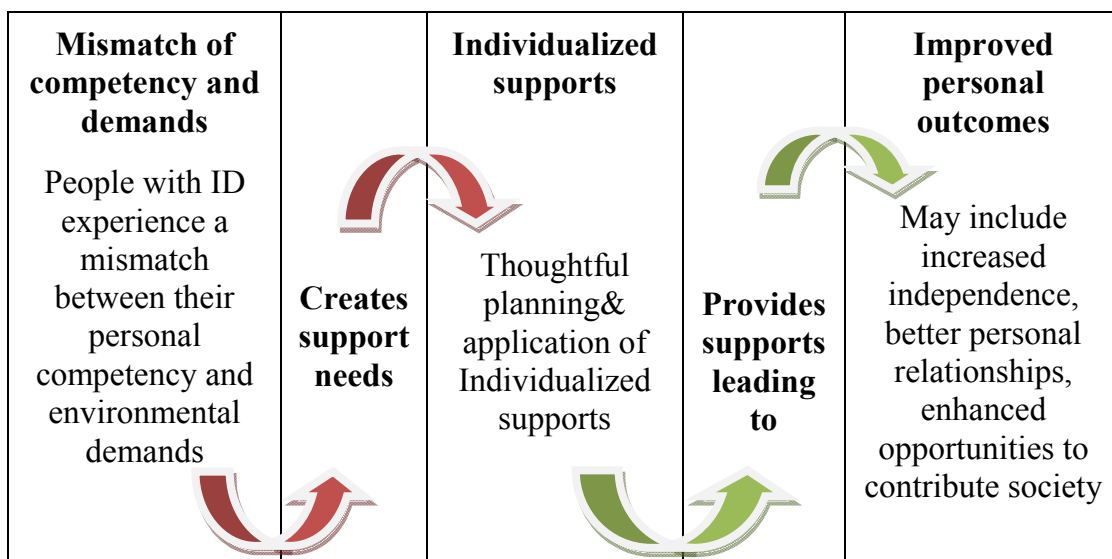 Mismatch of
competency and
demands
People with ID
experience a
mismatch
between their
personal
competency and
environmental
demands
Creates
support
needs
Individualized
supports
Thoughtful
planning&
application of
Individualized
supports
Provides
supports
leading
to
Improved
personal
outcomes
May include
increased
independence,
better personal
relationships,
enhanced
opportunities to
contribute society